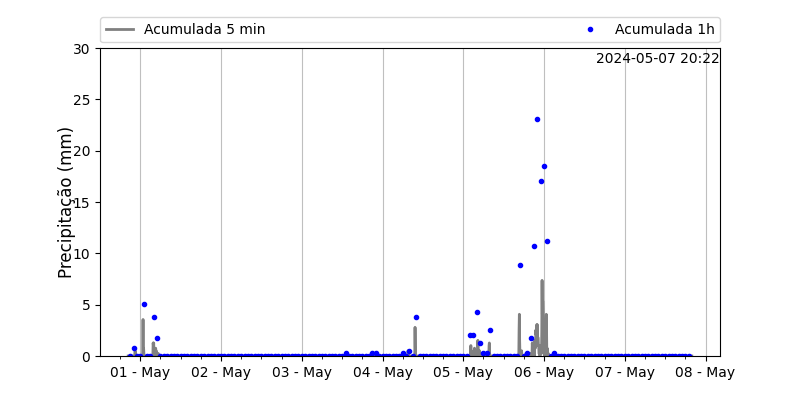 Acumulada 5 min
Acumulada 1h
2024-05-07 20:22
Precipitação (mm)
30
25
20
15
10
5
0
01 - May
02 - May
03 - May
04 - May
05 - May
06 - May
07 - May
08 - May